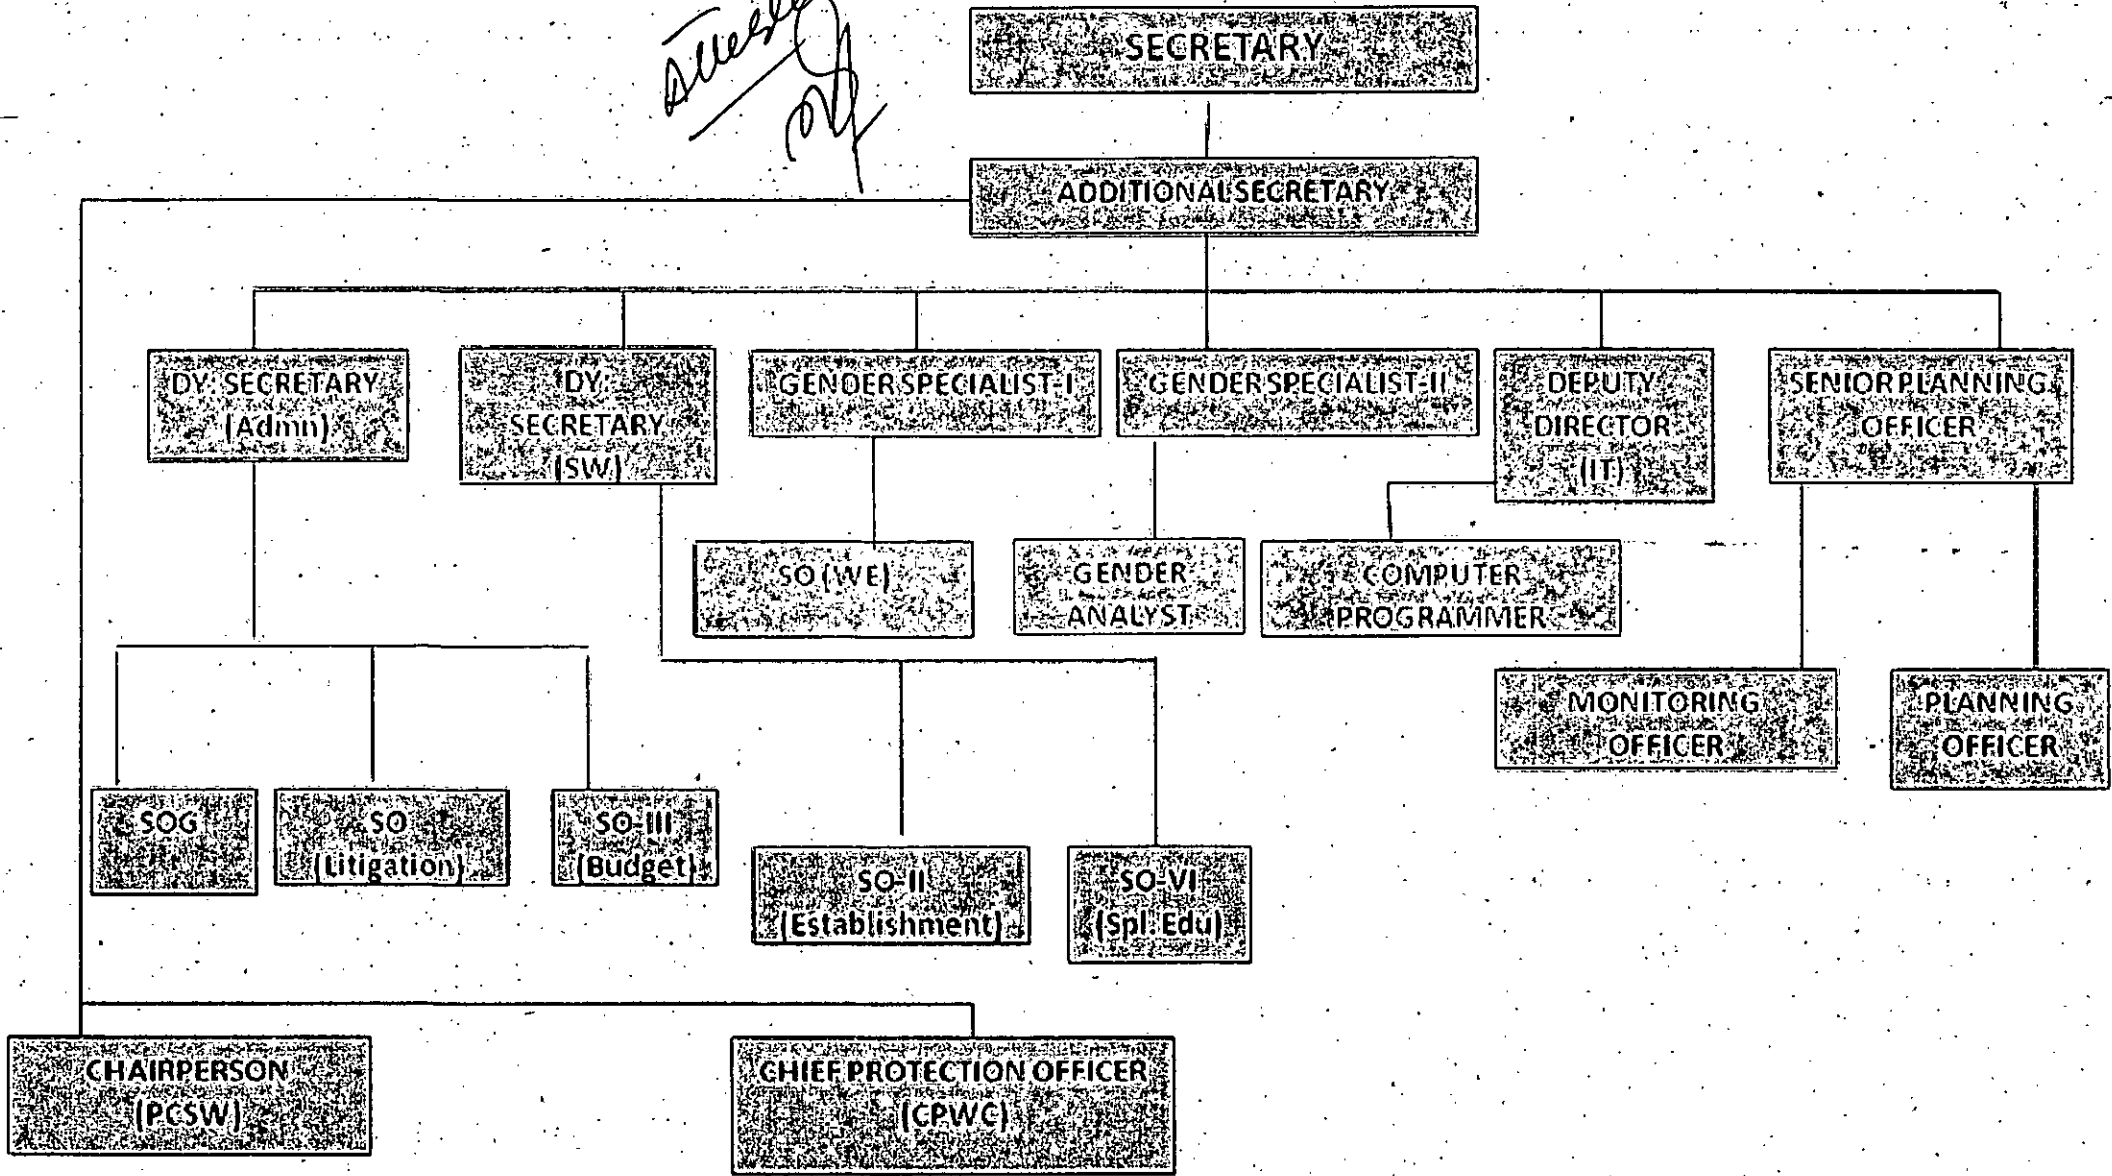 SECRETARY
ADDITIONAL SECRETARY
DY: SECRETARY
(Admn)
DY:
SECRETARY
(SW)
GENDER SPECIALIST-I
GENDER SPECIALIST-II
DEPUTY
DIRECTOR
(IT)
SENIOR PLANNING
OFFICER
SO (WE)
GENDER
ANALYST
COMPUTER
PROGRAMMER
MONITORING
OFFICER
PLANNING
OFFICER
SOG
SO
(Litigation)
SO-III
(Budget)
SO-II
(Establishment)
SO-VI
(Spl. Edu)
CHAIRPERSON
(PCSW)
CHIEF PROTECTION OFFICER
(CPWC)